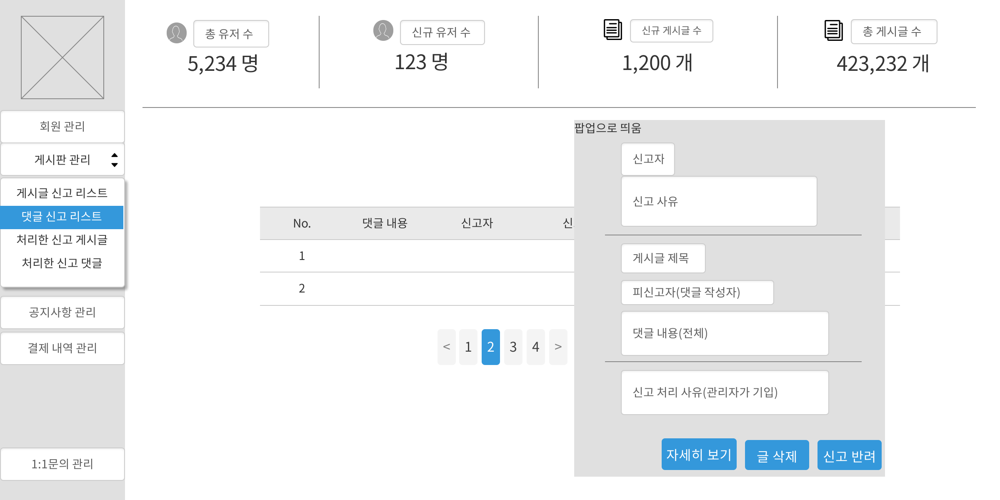 총 유저 수
5,234 명
신규 유저 수
123 명
신규 게시글 수
1,200 개
총 게시글 수
423,232 개
회원 관리
게시판 관리
게시글 신고 리스트
댓글 신고 리스트
처리한 신고 게시글
처리한 신고 댓글
공지사항 관리
결제 내역 관리
1:1문의 관리
No. 댓글 내용 신고자
1
2
< 1 2 3 4 >
팝업으로 띄움
신고자
신고 사유
게시글 제목
피신고자(댓글 작성자)
댓글 내용(전체)
신고 처리 사유(관리자가 기입)
자세히 보기 글 삭제 신고 반려